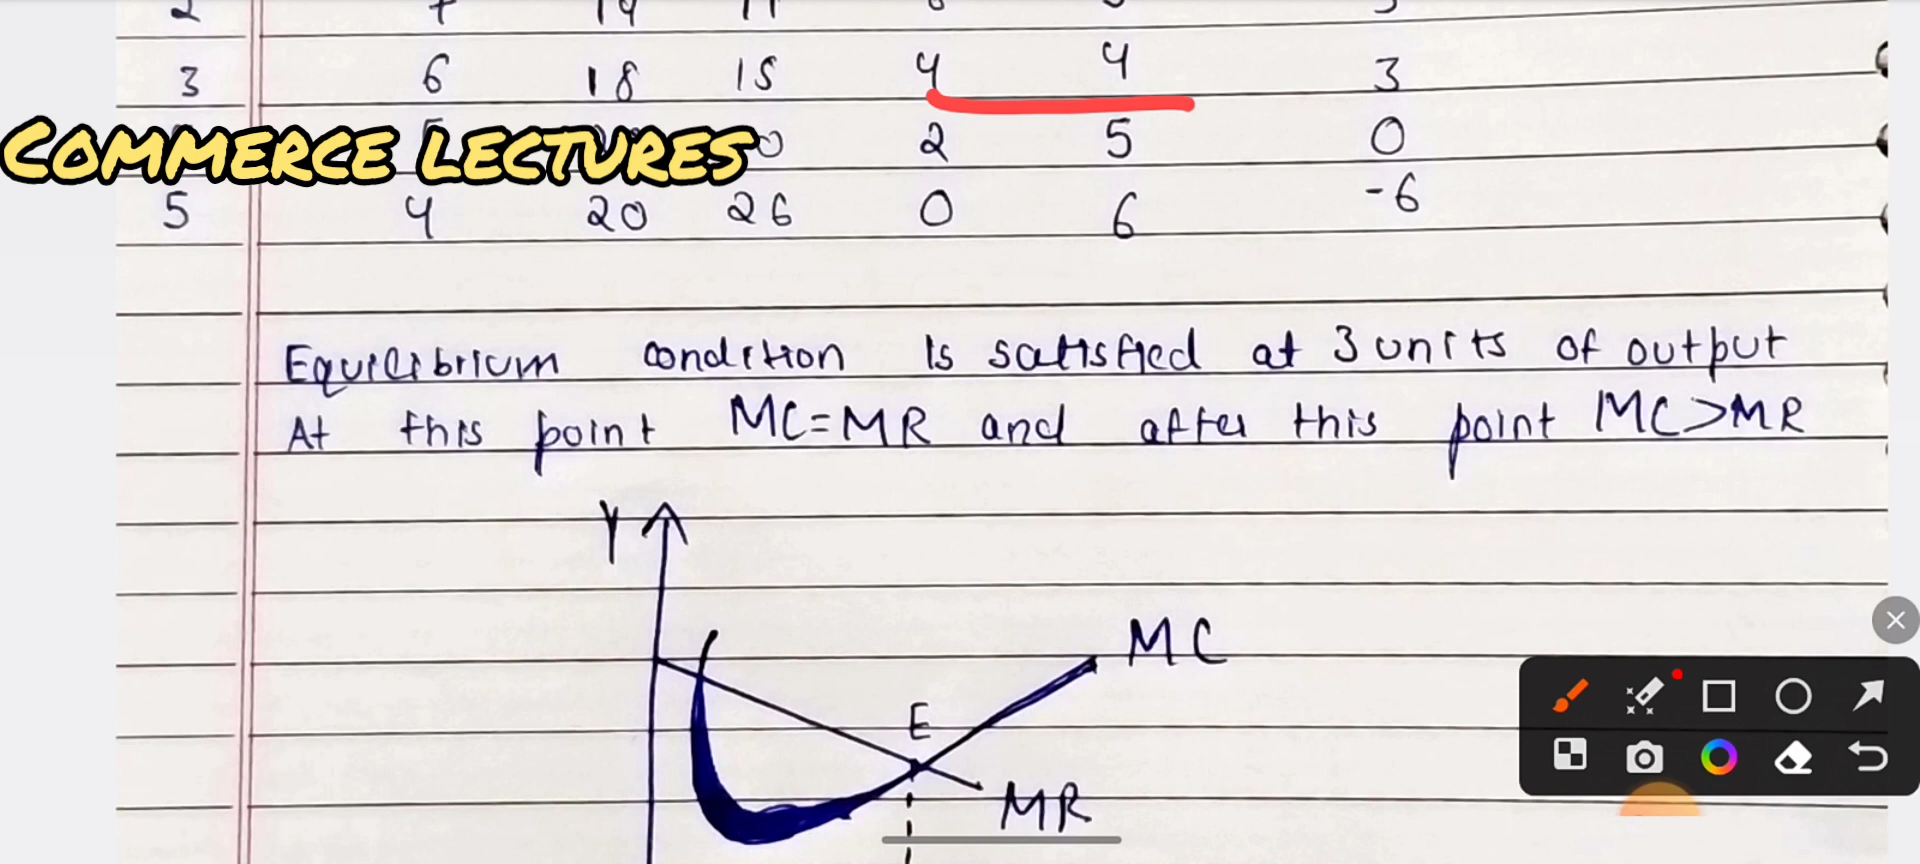 3 6 18 15 4 4 3
COMMERCE LECTURES
2 5 0
5 4 20 26 0 6 -6
Equilibrium condition is satisfied at 3 units of output
At this point MC=MR and after this point MC>MR
Y
MC
E
MR